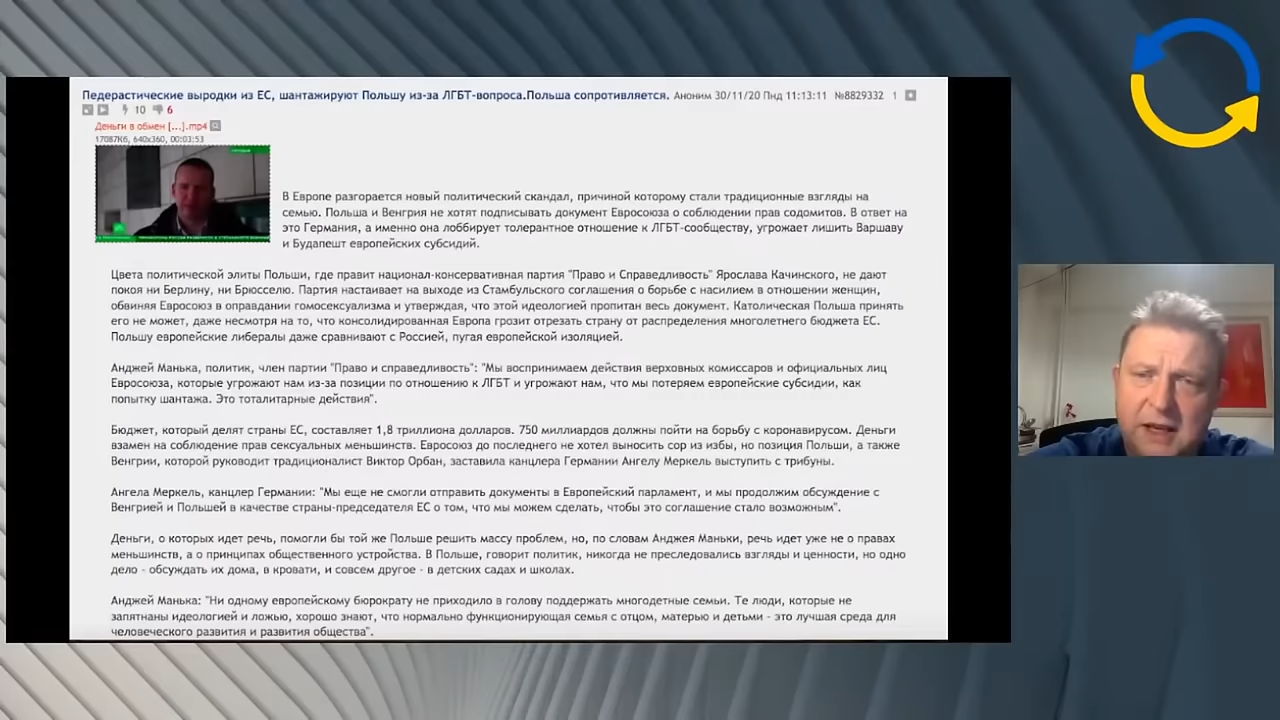 Педерастические выродки из ЕС, шантажируют Польшу из-за ЛГБТ-вопроса.Польша сопротивляется. Аноним 30/11/20 Пнд 11:13:11 №8829332 1
10 6
Деньги в обмен [...].mp4
17087Кб, 640x360, 00:03:53
В Европе разгорается новый политический скандал, причиной которому стали традиционные взгляды на
семью. Польша и Венгрия не хотят подписывать документ Евросоюза о соблюдении прав содомитов. В ответ на
это Германия, а именно она лоббирует толерантное отношение к ЛГБТ-сообществу, угрожает лишить Варшаву
и Будапешт европейских субсидий.
Цвета политической элиты Польши, где правит национал-консервативная партия "Право и Справедливость" Ярослава Качинского, не дают
покоя ни Берлину, ни Брюсселю. Партия настаивает на выходе из Стамбульского соглашения о борьбе с насилием в отношении женщин,
обвиняя Евросоюз в оправдании гомосексуализма и утверждая, что этой идеологией пропитан весь документ. Католическая Польша принять
его не может, даже несмотря на то, что консолидированная Европа грозит отрезать страну от распределения многолетнего бюджета ЕС.
Польшу европейские либералы даже сравнивают с Россией, пугая европейской изоляцией.
Анджей Манька, политик, член партии "Право и справедливость": "Мы воспринимаем действия верховных комиссаров и официальных лиц
Евросоюза, которые угрожают нам из-за позиции по отношению к ЛГБТ и угрожают нам, что мы потеряем европейские субсидии, как
попытку шантажа. Это тоталитарные действия".
Бюджет, который делят страны ЕС, составляет 1,8 триллиона долларов. 750 миллиардов должны пойти на борьбу с коронавирусом. Деньги
взамен на соблюдение прав сексуальных меньшинств. Евросоюз до последнего не хотел выносить сор из избы, но позиция Польши, а также
Венгрии, которой руководит традиционалист Виктор Орбан, заставила канцлера Германии Ангелу Меркель выступить с трибуны.
Ангела Меркель, канцлер Германии: "Мы еще не смогли отправить документы в Европейский парламент, и мы продолжим обсуждение с
Венгрией и Польшей в качестве страны-председателя ЕС о том, что мы можем сделать, чтобы это соглашение стало возможным".
Деньги, о которых идет речь, помогли бы той же Польше решить массу проблем, но, по словам Анджея Маньки, речь идет уже не о правах
меньшинств, а о принципах общественного устройства. В Польше, говорит политик, никогда не преследовались взгляды и ценности, но одно
дело - обсуждать их дома, в кровати, и совсем другое - в детских садах и школах.
Анджей Манька: "Ни одному европейскому бюрократу не приходило в голову поддержать многодетные семьи. Те люди, которые не
запятнаны идеологией и ложью, хорошо знают, что нормально функционирующая семья с отцом, матерью и детьми - это лучшая среда для
человеческого развития и развития общества".